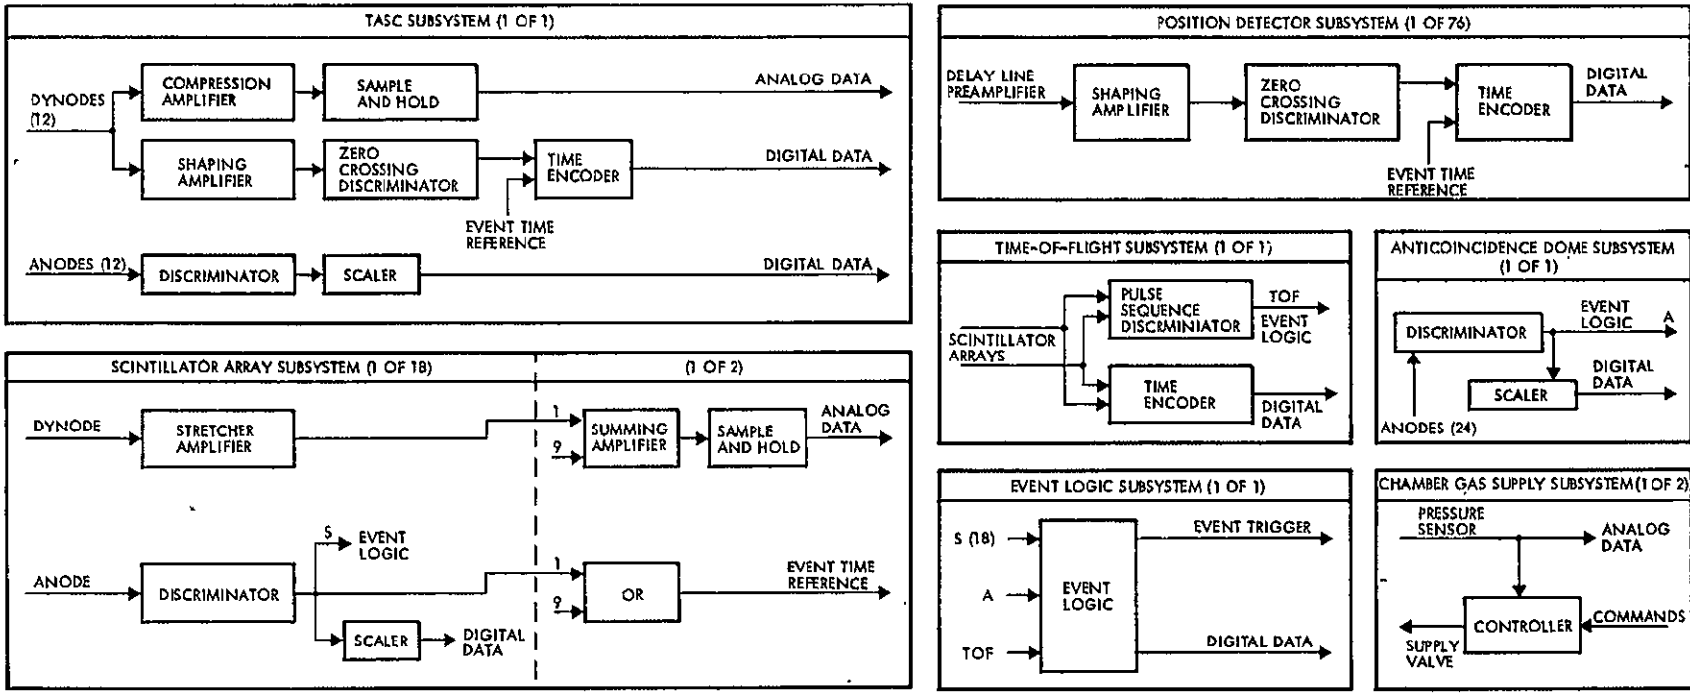 TASC SUBSYSTEM (1 OF 1)
DYNODES
(12)
COMPRESSION
AMPLIFIER
SAMPLE
AND HOLD
ANALOG DATA
SHAPING
AMPLIFIER
ZERO
CROSSING
DISCRIMINATOR
TIME
ENCODER
DIGITAL DATA
EVENT TIME
REFERENCE
ANODES (12)
DISCRIMINATOR
SCALER
DIGITAL DATA
POSITION DETECTOR SUBSYSTEM (1 OF 76)
DELAY LINE
PREAMPLIFIER
SHAPING
AMPLIFIER
ZERO
CROSSING
DISCRIMINATOR
TIME
ENCODER
DIGITAL
DATA
EVENT TIME
REFERENCE
TIME-OF-FLIGHT SUBSYSTEM (1 OF 1)
SCINTILLATOR
ARRAYS
PULSE
SEQUENCE
DISCRMINIATOR
TOF
EVENT
LOGIC
TIME
ENCODER
DIGITAL
DATA
ANTICOINCIDENCE DOME SUBSYSTEM
(1 OF 1)
DISCRIMINATOR
EVENT
LOGIC
A
SCALER
DIGITAL
DATA
ANODES (24)
SCINTILLATOR ARRAY SUBSYSTEM (1 OF 18)
(1 OF 2)
DYNODE
STRETCHER
AMPLIFIER
1
9
SUMMING
AMPLIFIER
SAMPLE
AND HOLD
ANALOG
DATA
ANODE
DISCRIMINATOR
S
EVENT
LOGIC
SCALER
DIGITAL
DATA
1
9
OR
EVENT TIME
REFERENCE
EVENT LOGIC SUBSYSTEM (1 OF 1)
S (18)
A
TOF
EVENT
LOGIC
EVENT TRIGGER
DIGITAL DATA
CHAMBER GAS SUPPLY SUBSYSTEM (1 OF 2)
PRESSURE
SENSOR
ANALOG
DATA
CONTROLLER
COMMANDS
SUPPLY
VALVE